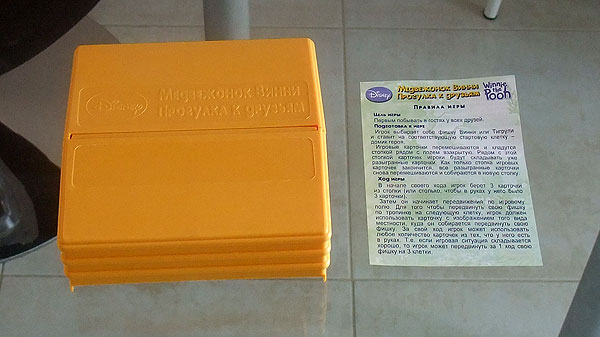 Disney
Медвежонок Винни
Прогулка к друзьям
Disney
Медвежонок Винни
Прогулка к друзьям
Winnie
the
Pooh
Правила игры
Цель игры
Первым побывать в гостях у всех друзей.
Подготовка к игре
Игрок выбирает себе фишку Винни или Тигрули
и ставит на соответствующую стартовую клетку –
домик героя.
Игровые карточки перемешиваются и кладутся
стопкой рядом с полем взакрытую. Рядом с этой
стопкой карточек игроки будут складывать уже
разыгранные карточки. Как только стопка игровых
карточек закончится, все разыгранные карточки
снова перемешиваются и собираются в новую стопку.
Ход игры
В начале своего хода игрок берет 3 карточки
из стопки (или столько, чтобы в руках у него было
3 карточки).
Затем он начинает передвижения по игровому
полю. Для того чтобы передвинуть свою фишку
по тропинке на следующую клетку, игрок должен
использовать карточку с изображением того вида
местности, куда он собирается передвинуть свою
фишку. За свой ход игрок может использовать
любое количество карточек из тех, что у него есть
в руках. Т.е. если игровая ситуация складывается
хорошо, то игрок может передвинуть за 1 ход свою
фишку на 3 клетки.